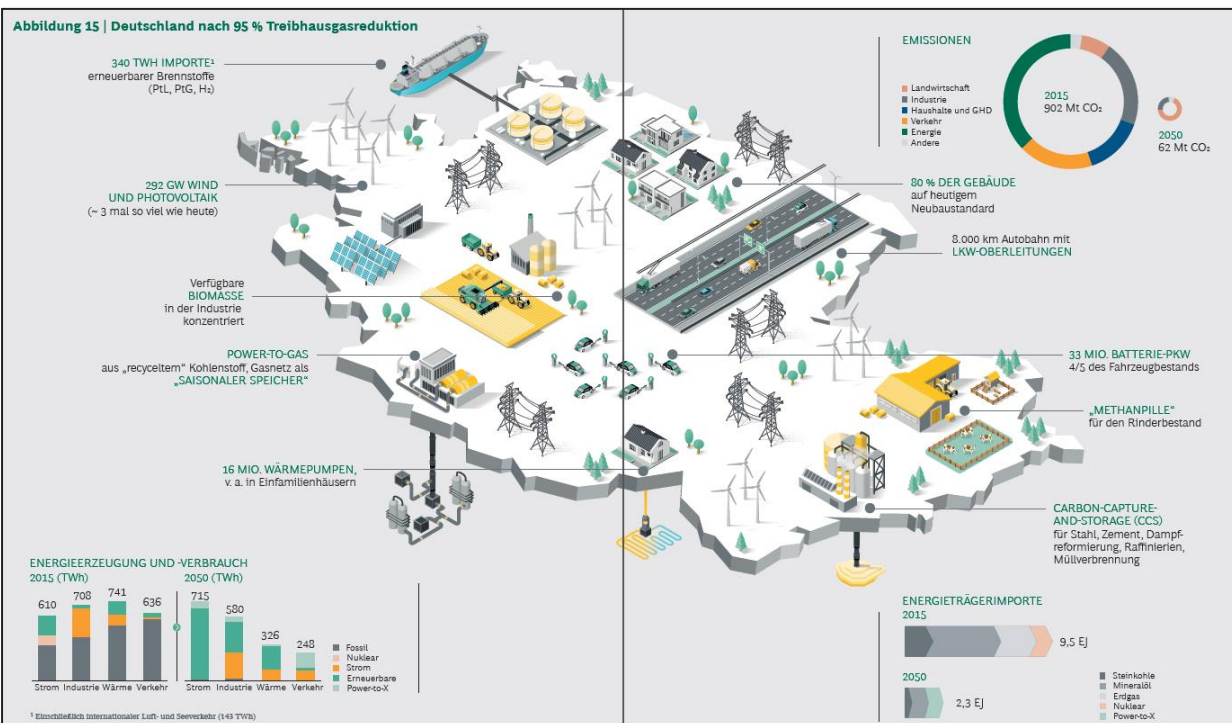 Abbildung 15 | Deutschland nach 95 % Treibhausgasreduktion
340 TWH IMPORTE¹
erneuerbarer Brennstoffe
(PtL, PtG, H₂)
292 GW WIND
UND PHOTOVOLTAIK
(~ 3 mal so viel wie heute)
Verfügbare
BIOMASSE
in der Industrie
konzentriert
POWER-TO-GAS
aus „recyceltem“ Kohlenstoff, Gasnetz als
„SAISONALER SPEICHER“
16 MIO. WÄRMEPUMPEN,
v. a. in Einfamilienhäusern
EMISSIONEN
Landwirtschaft
Industrie
Haushalte und GHD
Verkehr
Energie
Andere
2015
902 Mt CO₂
2050
62 Mt CO₂
80 % DER GEBÄUDE
auf heutigem
Neubaustandard
8.000 km Autobahn mit
LKW-OBERLEITUNGEN
33 MIO. BATTERIE-PKW
4/5 des Fahrzeugbestands
„METHANPILLE“
für den Rinderbestand
CARBON-CAPTURE-
AND-STORAGE (CCS)
für Stahl, Zement, Dampf-
reformierung, Raffinieren,
Müllverbrennung
ENERGIEERZEUGUNG UND -VERBRAUCH
2015 (TWh) 2050 (TWh)
610 708 741 636 715 580 326 248
Strom Industrie Wärme Verkehr Strom Industrie Wärme Verkehr
Fossil
Nuklear
Strom
Erneuerbare
Power-to-X
¹ Einschließlich internationaler Luft- und Seeverkehr (143 TWh)
ENERGIETRÄGERIMPORTE
2015
9,5 EJ
2050
2,3 EJ
Steinkohle
Mineralöl
Erdgas
Nuklear
Power-to-X